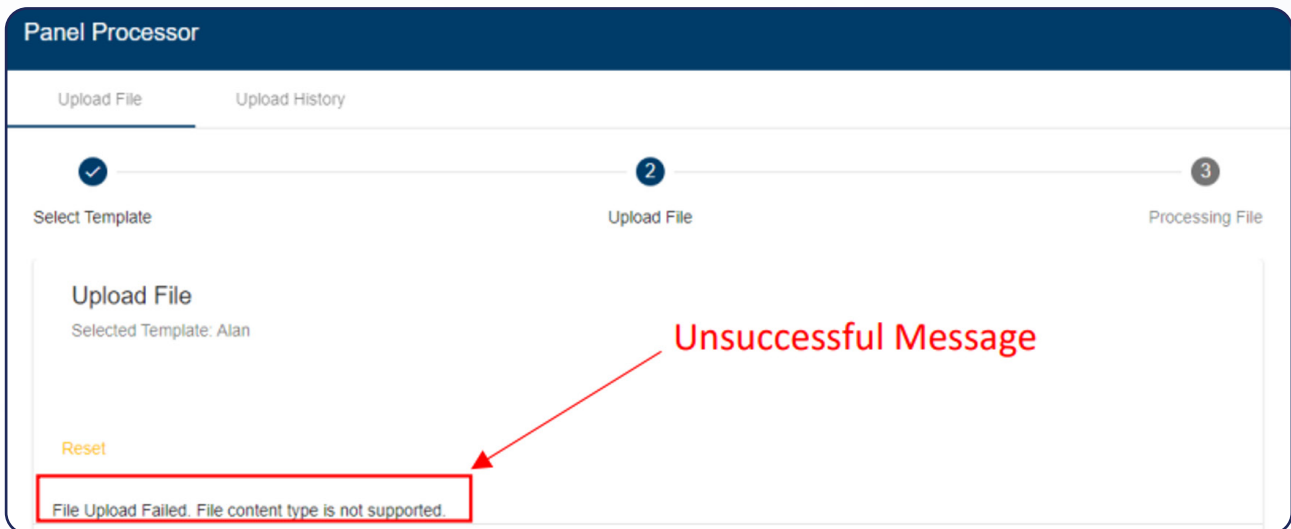 Panel Processor
Upload File Upload History
2 3
Select Template Upload File Processing File
Upload File
Selected Template: Alan
Unsuccessful Message
Reset
File Upload Failed. File content type is not supported.